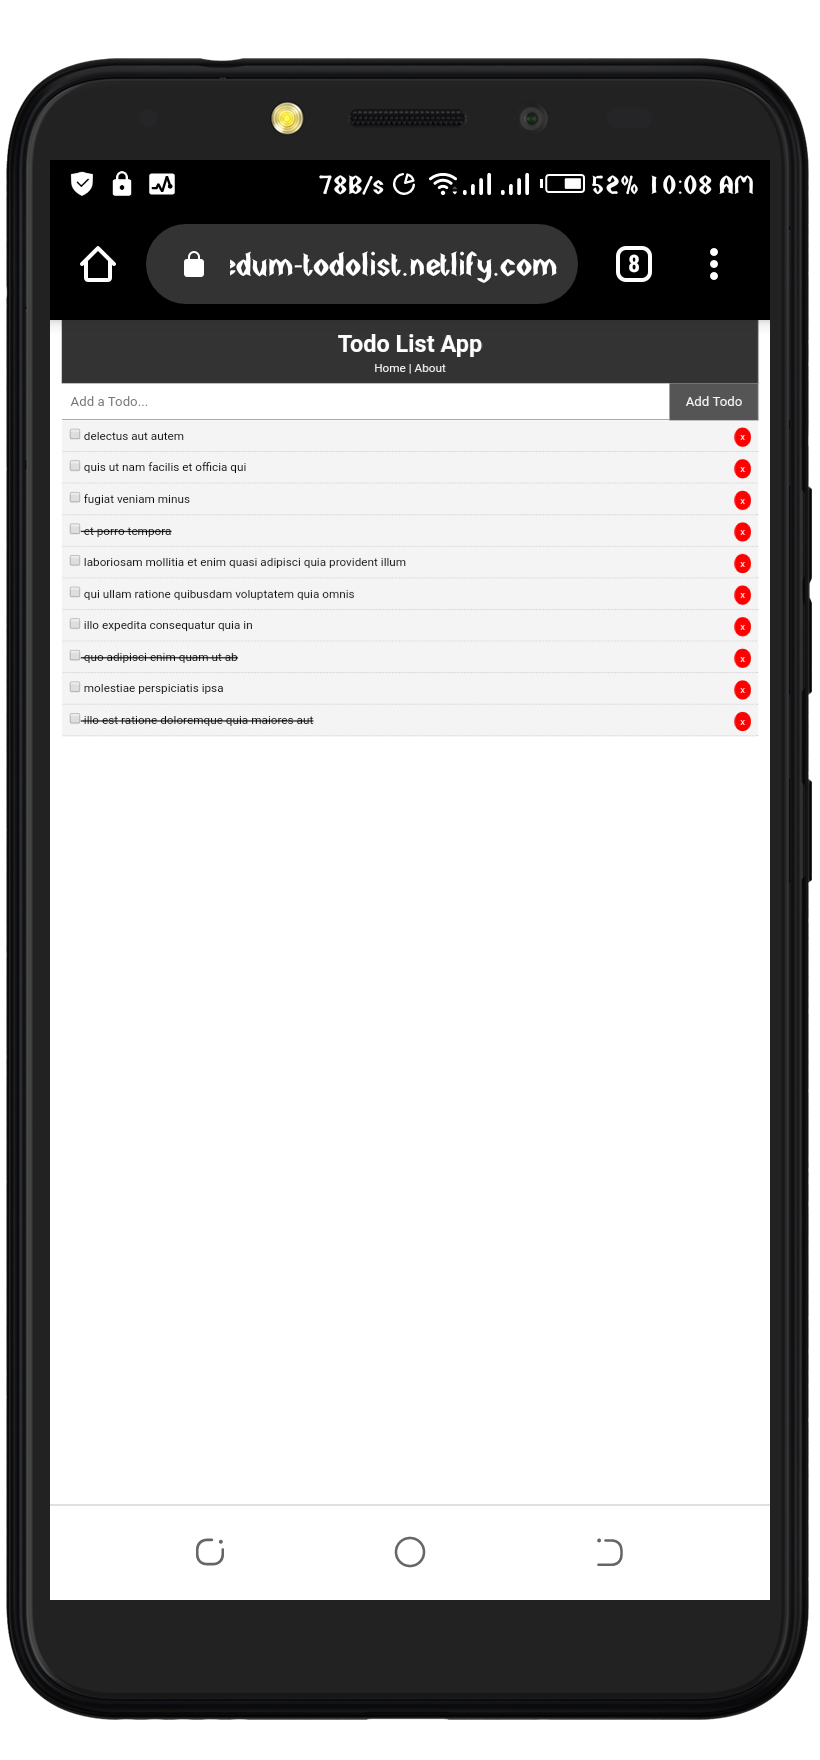 78B/s 52% 10:08 AM
edum-todolist.netlify.com
8
Todo List App
Home | About
Add a Todo... Add Todo
delectus aut autem x
quis ut nam facilis et officia qui x
fugiat veniam minus x
et porro tempora x
laboriosam mollitia et enim quasi adipisci quia provident illum x
qui ullam ratione quibusdam voluptatem quia omnis x
illo expedita consequatur quia in x
quo adipisci enim quam ut ab x
molestiae perspiciatis ipsa x
illo est ratione doloremque quia maiores aut x